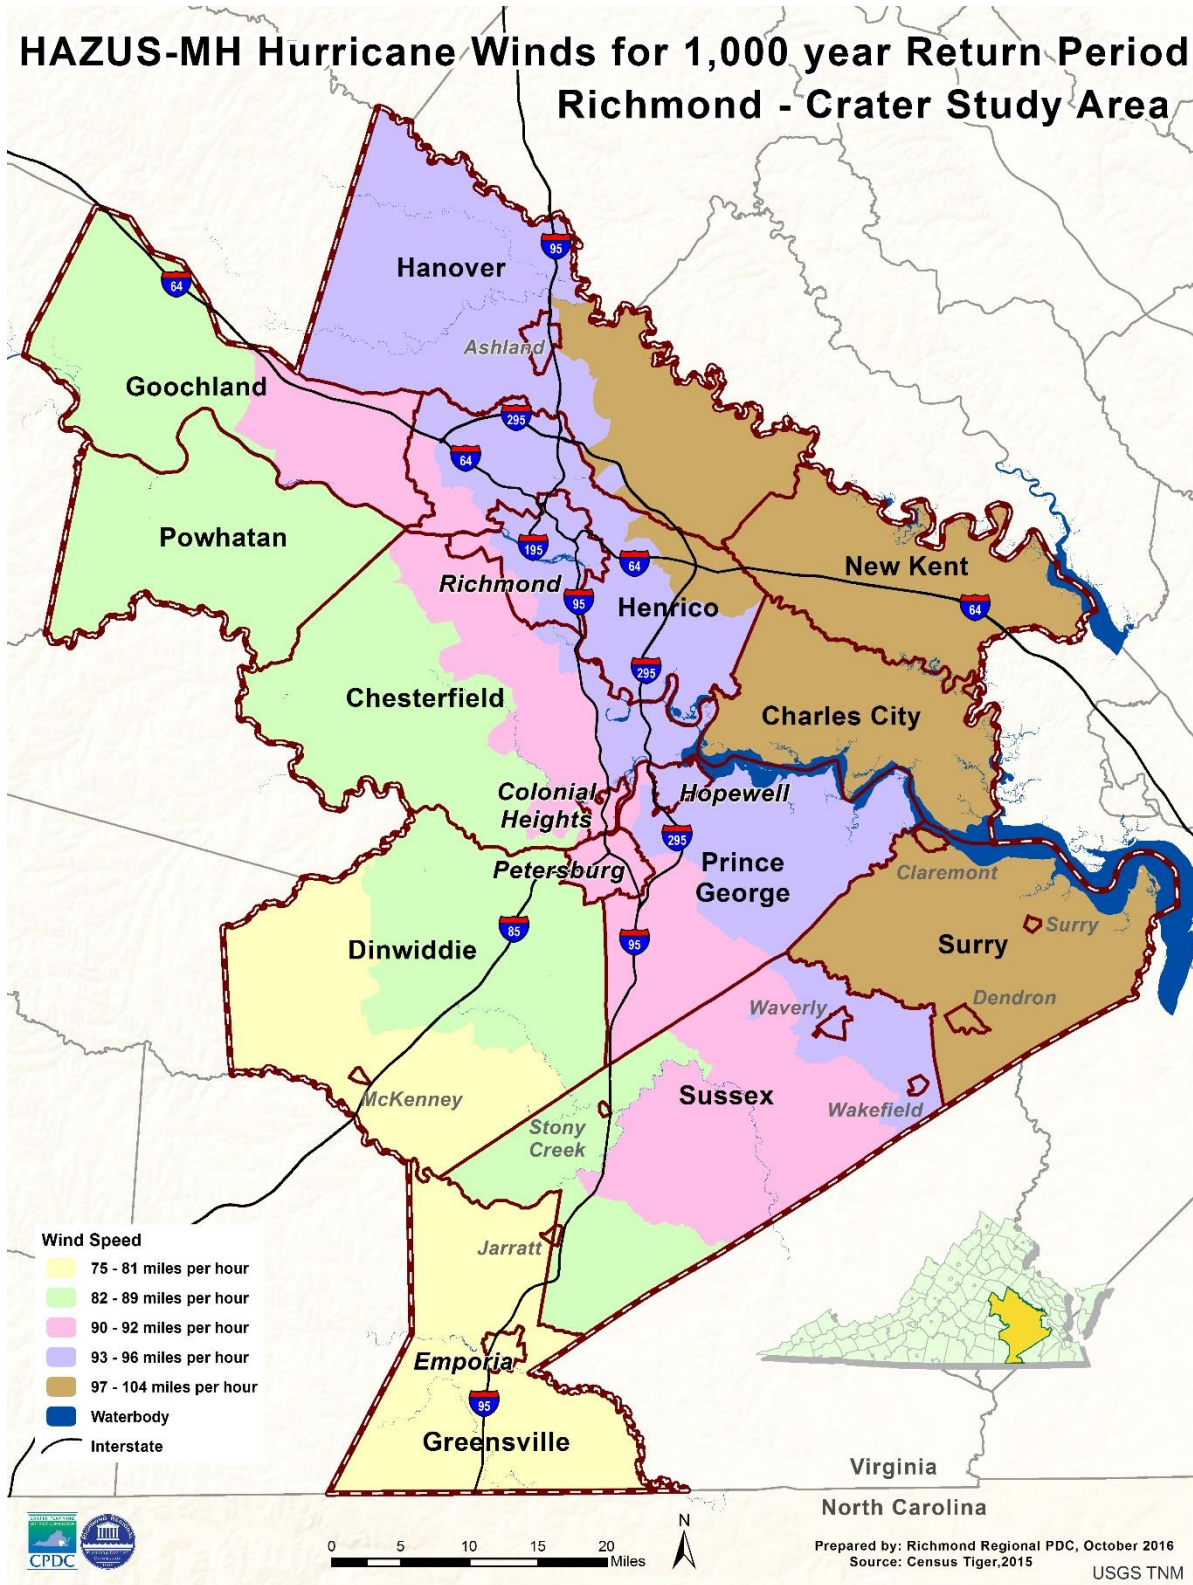 HAZUS-MH Hurricane Winds for 1,000 year Return Period
Richmond - Crater Study Area
95
Hanover
64
Ashland
Goochland
295
64
Powhatan
195
64
New Kent
Richmond
95
Henrico
64
295
Chesterfield
Charles City
Colonial
Heights
Hopewell
295
Petersburg
Prince
George
Claremont
85
Surry
95
Dinwiddie
Surry
Waverly
Dendron
McKenney
Sussex
Wakefield
Stony
Creek
Jarratt
Emporia
95
Greensville
Wind Speed
75 - 81 miles per hour
82 - 89 miles per hour
90 - 92 miles per hour
93 - 96 miles per hour
97 - 104 miles per hour
Waterbody
Interstate
Virginia
North Carolina
CPDC
0 5 10 15 20
Miles
N
Prepared by: Richmond Regional PDC, October 2016
Source: Census Tiger,2015
USGS TNM